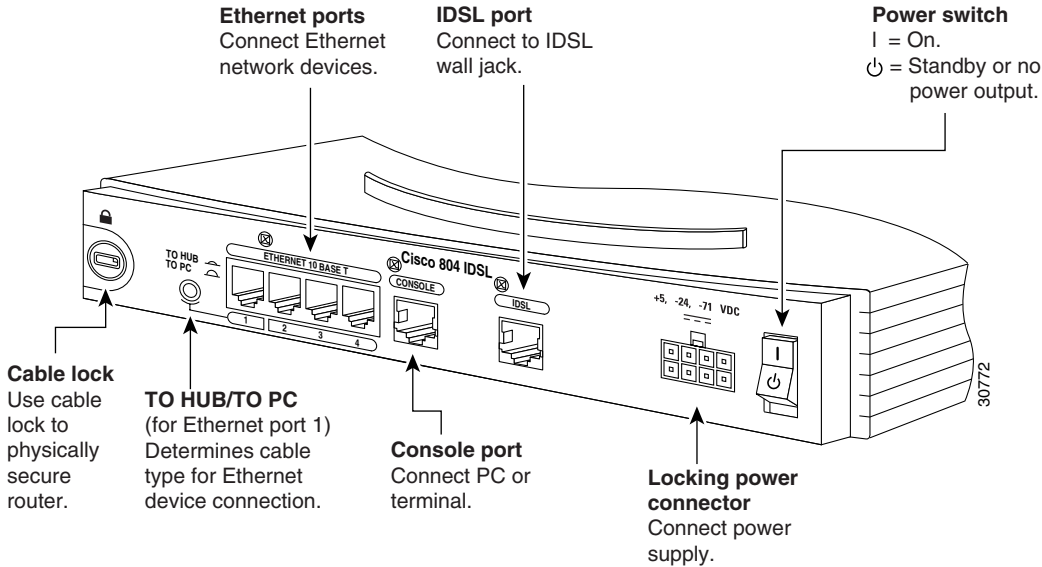 Ethernet ports
Connect Ethernet
network devices.
IDSL port
Connect to IDSL
wall jack.
Power switch
I = On.
⏻ = Standby or no
power output.
TO HUB
TO PC
ETHERNET 10 BASE T
1 2 3 4
Cisco 804 IDSL
CONSOLE
IDSL
+5, -24, -71 VDC
I
⏻
30772
Cable lock
Use cable
lock to
physically
secure
router.
TO HUB/TO PC
(for Ethernet port 1)
Determines cable
type for Ethernet
device connection.
Console port
Connect PC or
terminal.
Locking power
connector
Connect power
supply.